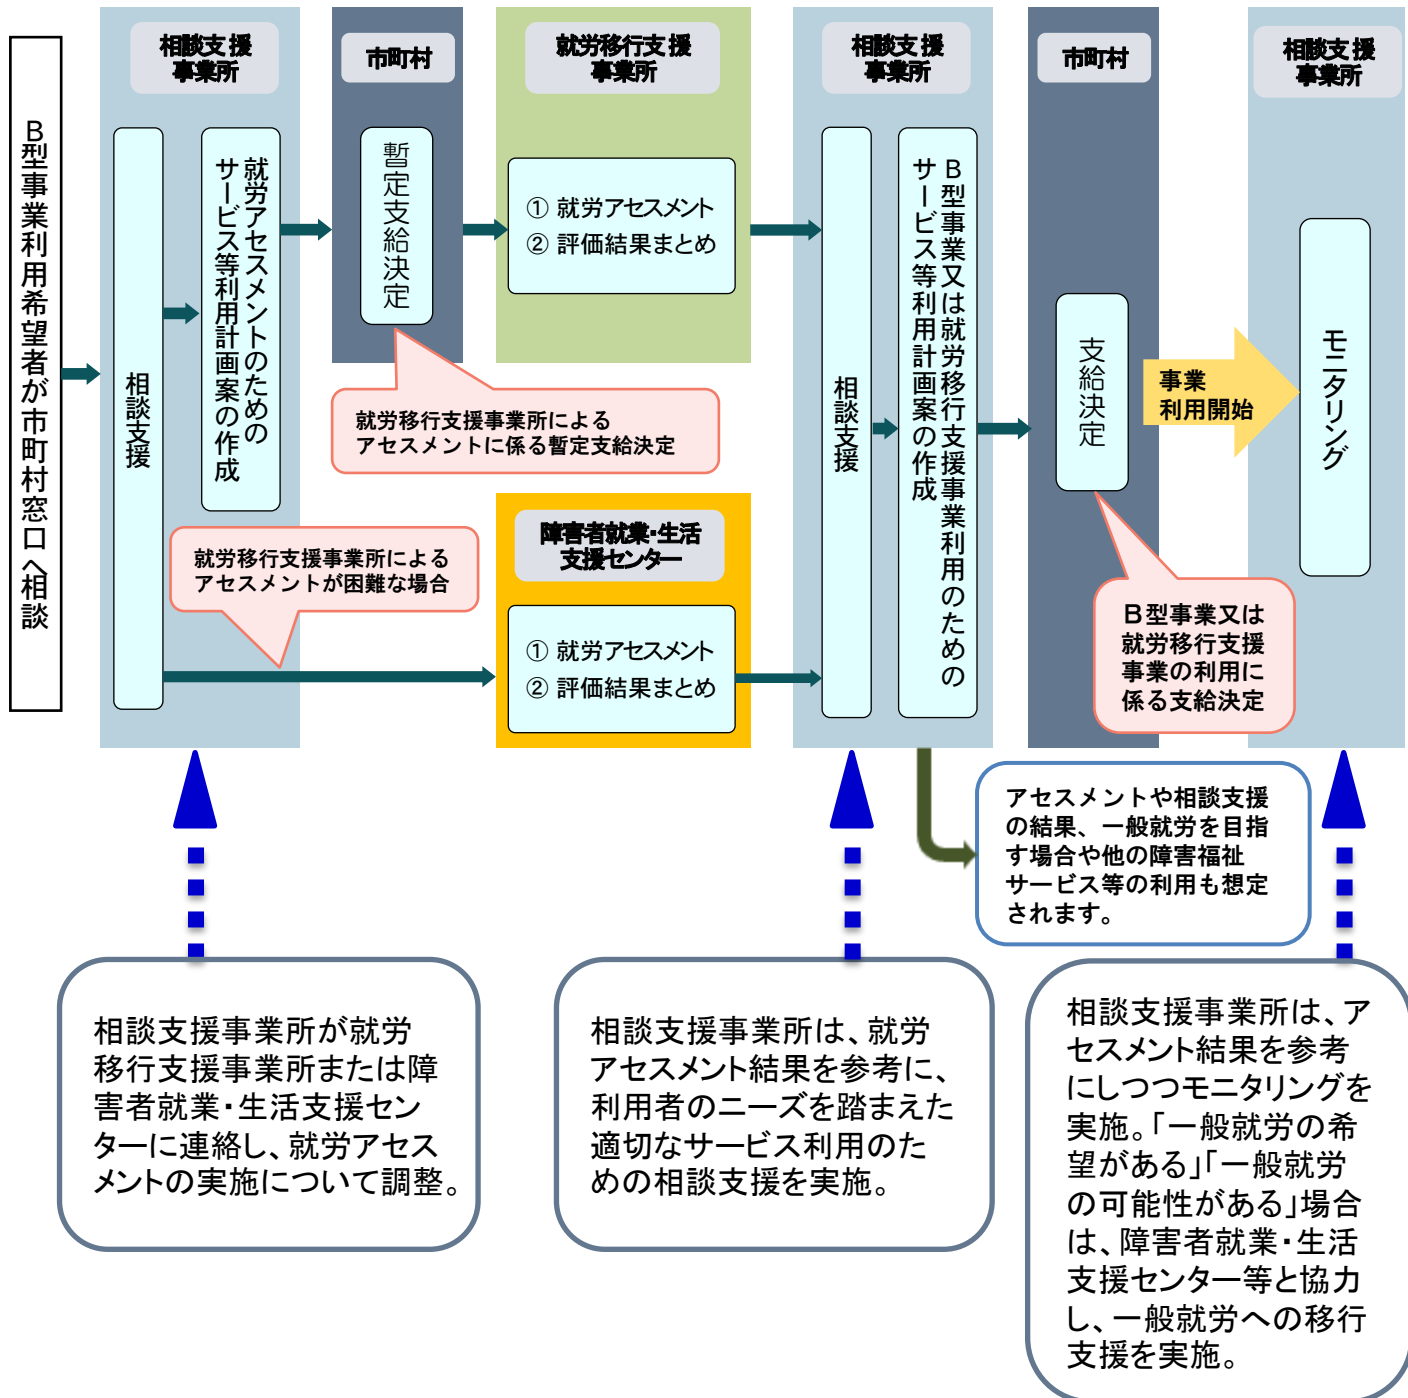 B型事業利用希望者が市町村窓口へ相談
相談支援
事業所
相談支援
就労アセスメントのための
サービス等利用計画案の作成
市町村
暫定支給決定
就労移行支援事業所による
アセスメントに係る暫定支給決定
就労移行支援
事業所
① 就労アセスメント
② 評価結果まとめ
就労移行支援事業所による
アセスメントが困難な場合
障害者就業・生活
支援センター
① 就労アセスメント
② 評価結果まとめ
相談支援
事業所
相談支援
B型事業又は就労移行支援事業利用のための
サービス等利用計画案の作成
市町村
支給決定
B型事業又は
就労移行支援
事業の利用に
係る支給決定
事業
利用開始
相談支援
事業所
モニタリング
アセスメントや相談支援
の結果、一般就労を目指
す場合や他の障害福祉
サービス等の利用も想定
されます。
相談支援事業所が就労
移行支援事業所または障
害者就業・生活支援セン
ターに連絡し、就労アセス
メントの実施について調整。
相談支援事業所は、就労
アセスメント結果を参考に、
利用者のニーズを踏まえた
適切なサービス利用のた
めの相談支援を実施。
相談支援事業所は、ア
セスメント結果を参考
にしつつモニタリングを
実施。「一般就労の希
望がある」「一般就労
の可能性がある」場合
は、障害者就業・生活
支援センター等と協力
し、一般就労への移行
支援を実施。